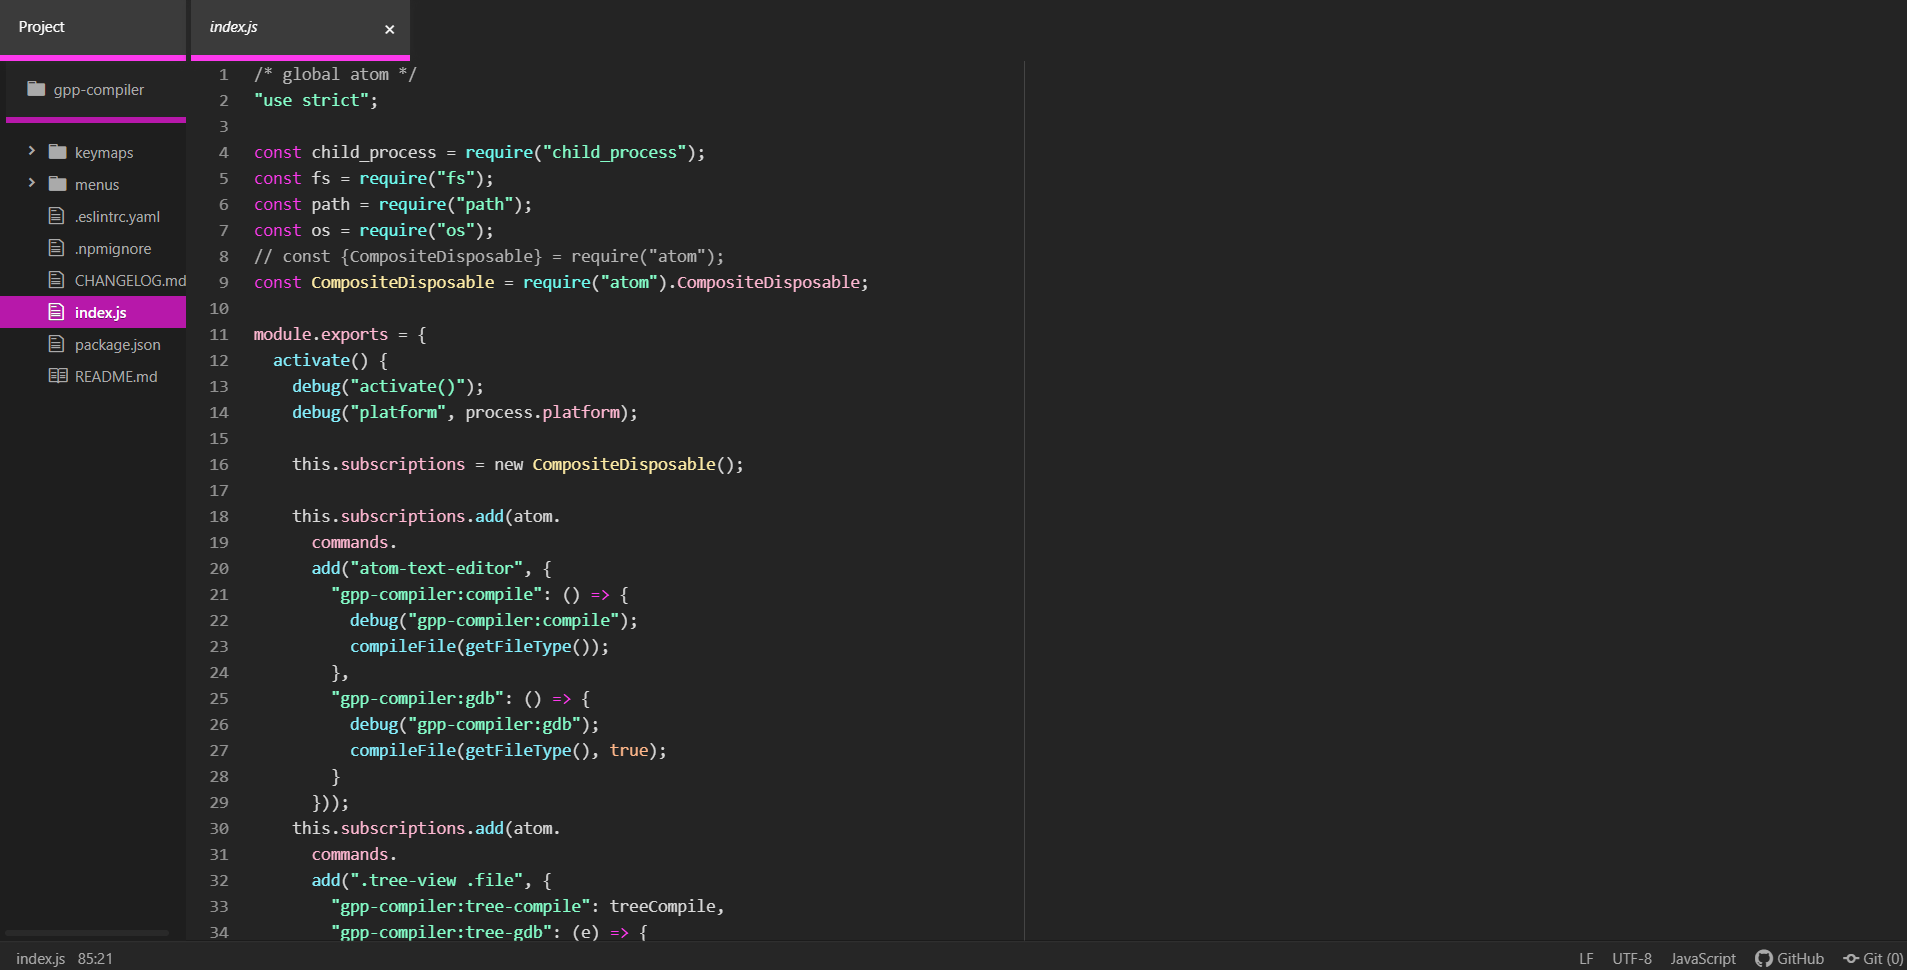 Project
index.js ×
gpp-compiler
keymaps
menus
.eslintrc.yaml
.npmignore
CHANGELOG.md
index.js
package.json
README.md
1 /* global atom */
2 "use strict";
3
4 const child_process = require("child_process");
5 const fs = require("fs");
6 const path = require("path");
7 const os = require("os");
8 // const {CompositeDisposable} = require("atom");
9 const CompositeDisposable = require("atom").CompositeDisposable;
10
11 module.exports = {
12   activate() {
13     debug("activate()");
14     debug("platform", process.platform);
15
16     this.subscriptions = new CompositeDisposable();
17
18     this.subscriptions.add(atom.
19       commands.
20       add("atom-text-editor", {
21         "gpp-compiler:compile": () => {
22           debug("gpp-compiler:compile");
23           compileFile(getFileType());
24         },
25         "gpp-compiler:gdb": () => {
26           debug("gpp-compiler:gdb");
27           compileFile(getFileType(), true);
28         }
29       }));
30     this.subscriptions.add(atom.
31       commands.
32       add(".tree-view .file", {
33         "gpp-compiler:tree-compile": treeCompile,
34         "gpp-compiler:tree-gdb": (e) => {
index.js 85:21 LF UTF-8 JavaScript GitHub Git (0)